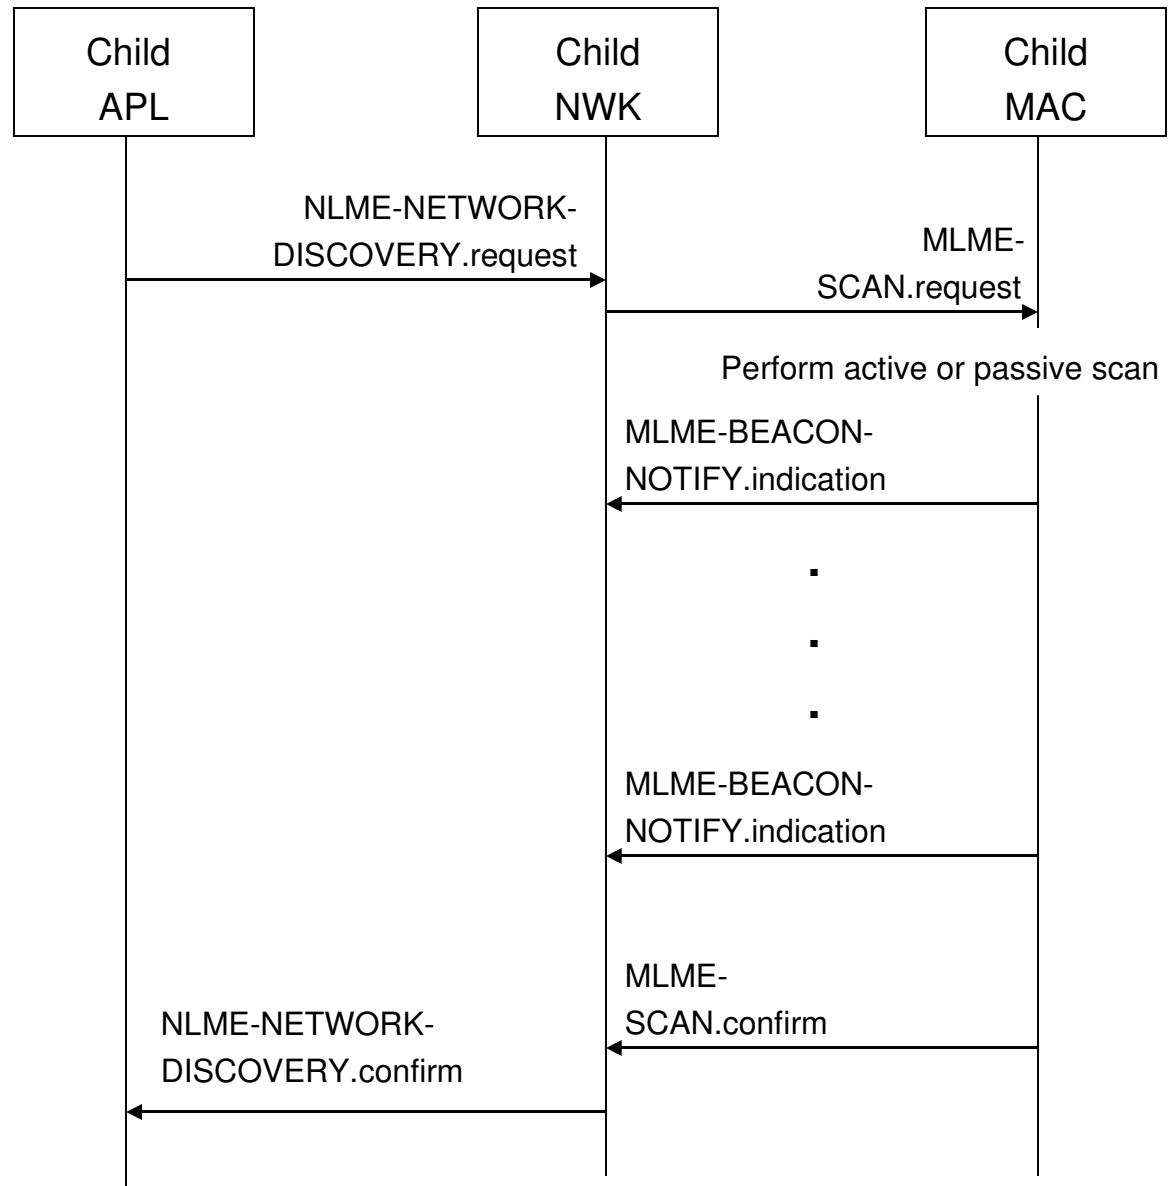 Child
APL
Child
NWK
Child
MAC
NLME-NETWORK-
DISCOVERY.request
MLME-
SCAN.request
Perform active or passive scan
MLME-BEACON-
NOTIFY.indication
.
.
.
MLME-BEACON-
NOTIFY.indication
MLME-
SCAN.confirm
NLME-NETWORK-
DISCOVERY.confirm